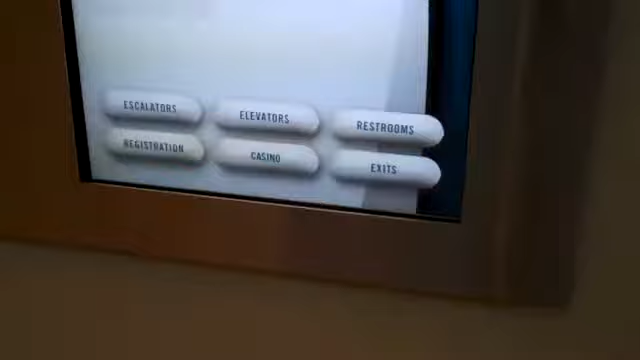 ESCALATORS ELEVATORS RESTROOMS
REGISTRATION CASINO EXITS